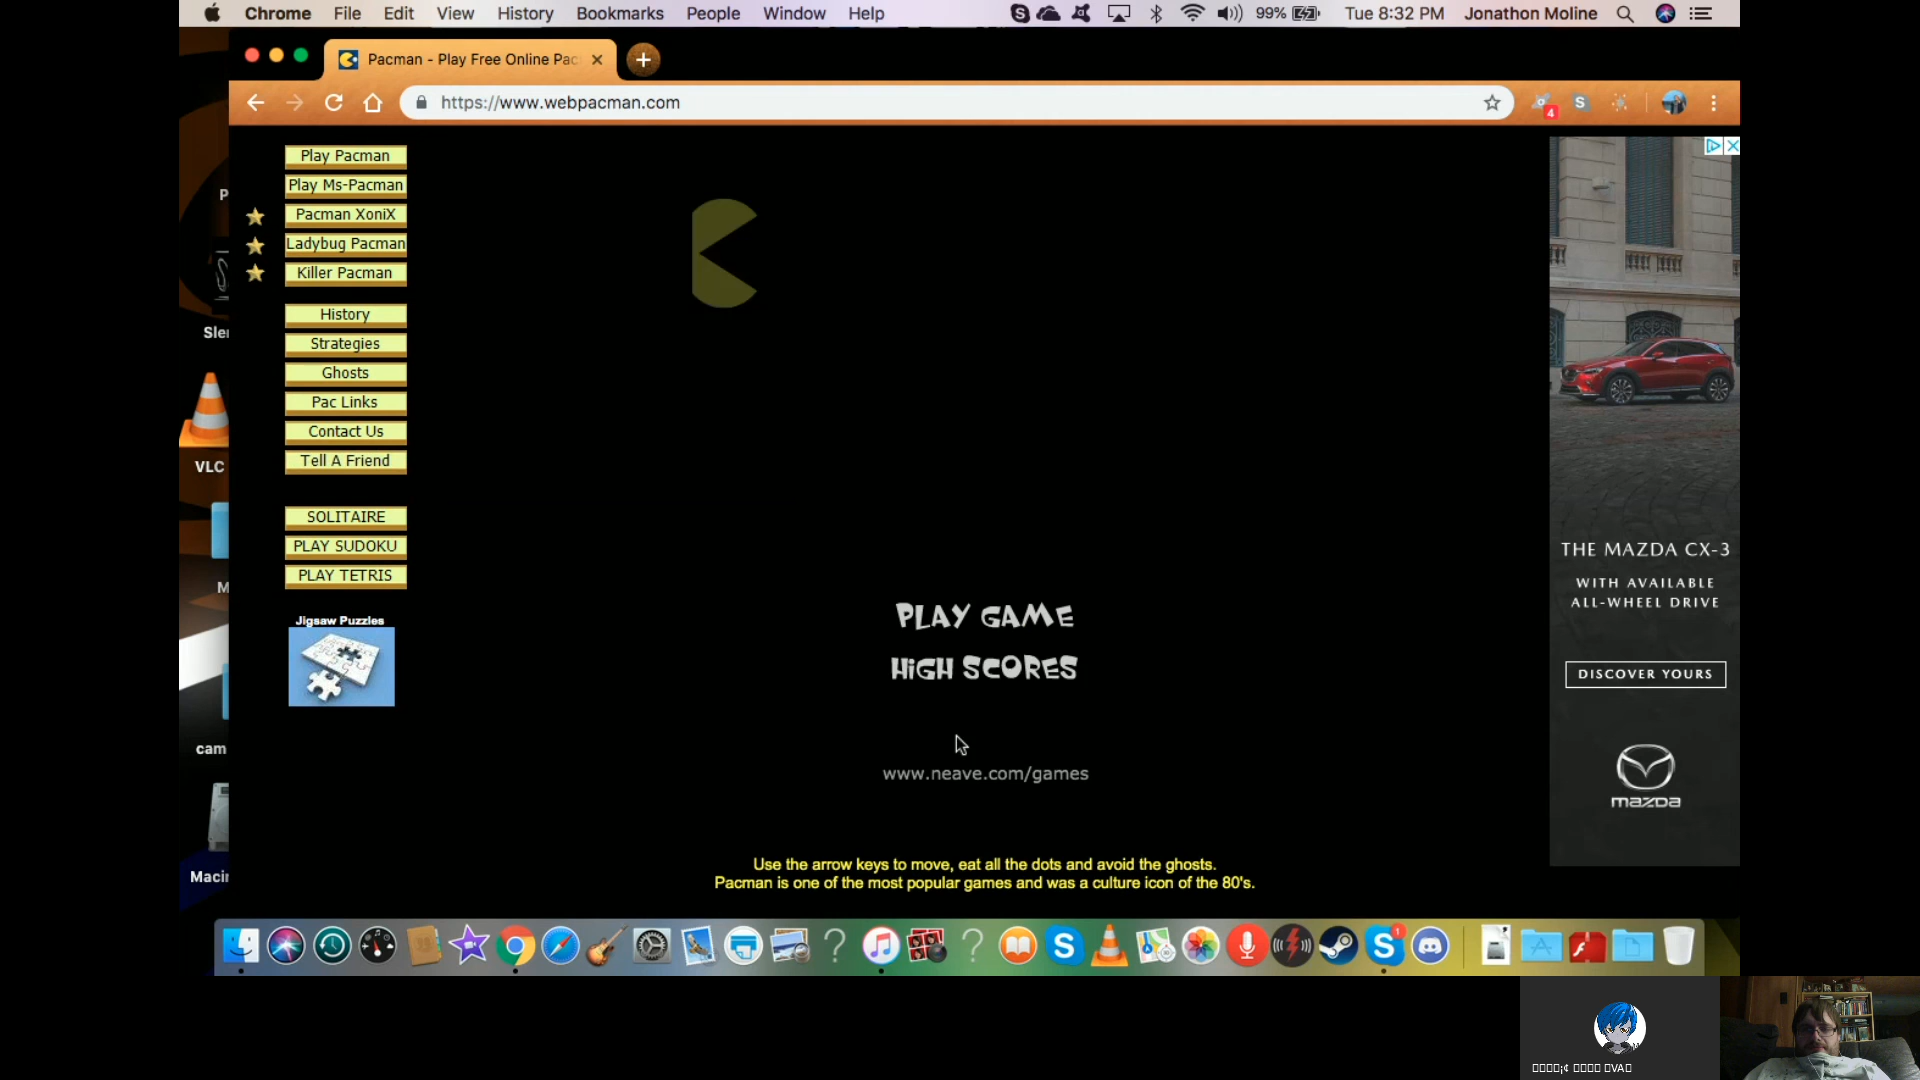 Chrome File Edit View History Bookmarks People Window Help 99% Tue 8:32 PM Jonathon Moline
Pacman - Play Free Online Pac
https://www.webpacman.com
4
Play Pacman
Play Ms-Pacman
Pacman XoniX
Ladybug Pacman
Killer Pacman
History
Strategies
Ghosts
Pac Links
Contact Us
Tell A Friend
SOLITAIRE
PLAY SUDOKU
PLAY TETRIS
Jigsaw Puzzles
P
Sler
VLC
M
cam
Macin
PLAY GAME
HIGH SCORES
www.neave.com/games
Use the arrow keys to move, eat all the dots and avoid the ghosts.
Pacman is one of the most popular games and was a culture icon of the 80's.
THE MAZDA CX-3
WITH AVAILABLE
ALL-WHEEL DRIVE
DISCOVER YOURS
mazda
1